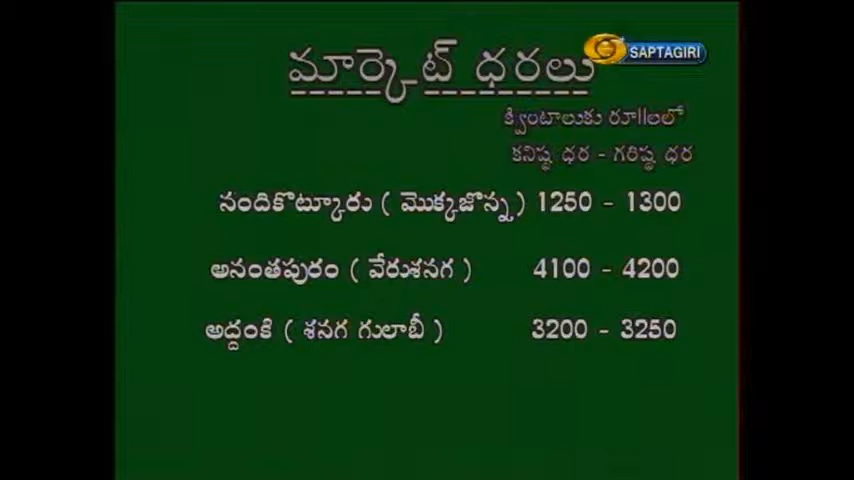 మార్కెట్ ధరలు
SAPTAGIRI
క్వింటాలుకు రూ॥లలో
కనిష్ఠ ధర - గరిష్ఠ ధర
నందికొట్కూరు ( మొక్కజొన్న ) 1250 - 1300
అనంతపురం ( వేరుశనగ ) 4100 - 4200
అద్దంకి ( శనగ గులాబీ ) 3200 - 3250